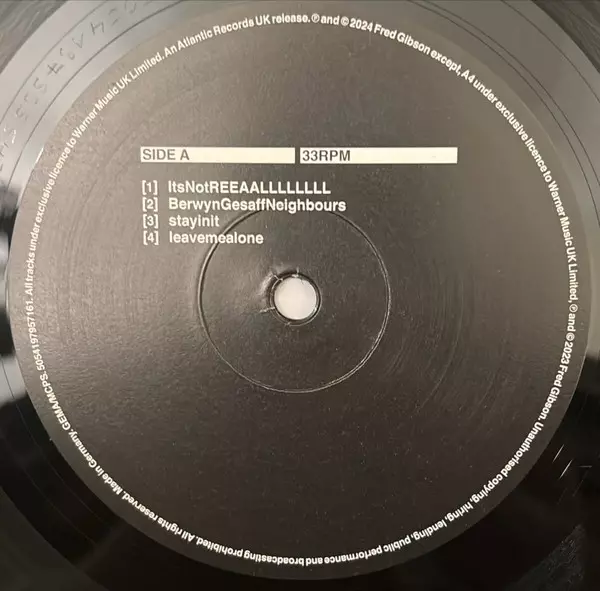 SIDE A 33RPM
[1] ItsNotREEAALLLLLLLL
[2] BerwynGesaffNeighbours
[3] stayinit
[4] leavemealone
All tracks under exclusive licence to Warner Music UK Limited. An Atlantic Records UK release. ℗ and © 2024 Fred Gibson except, A4 under exclusive licence to Warner Music UK Limited, ℗ and © 2023 Fred Gibson. Unauthorised copying, hiring, lending, public performance and broadcasting prohibited. All rights reserved. Made in Germany. GEMA/MCPS. 5054197957161.